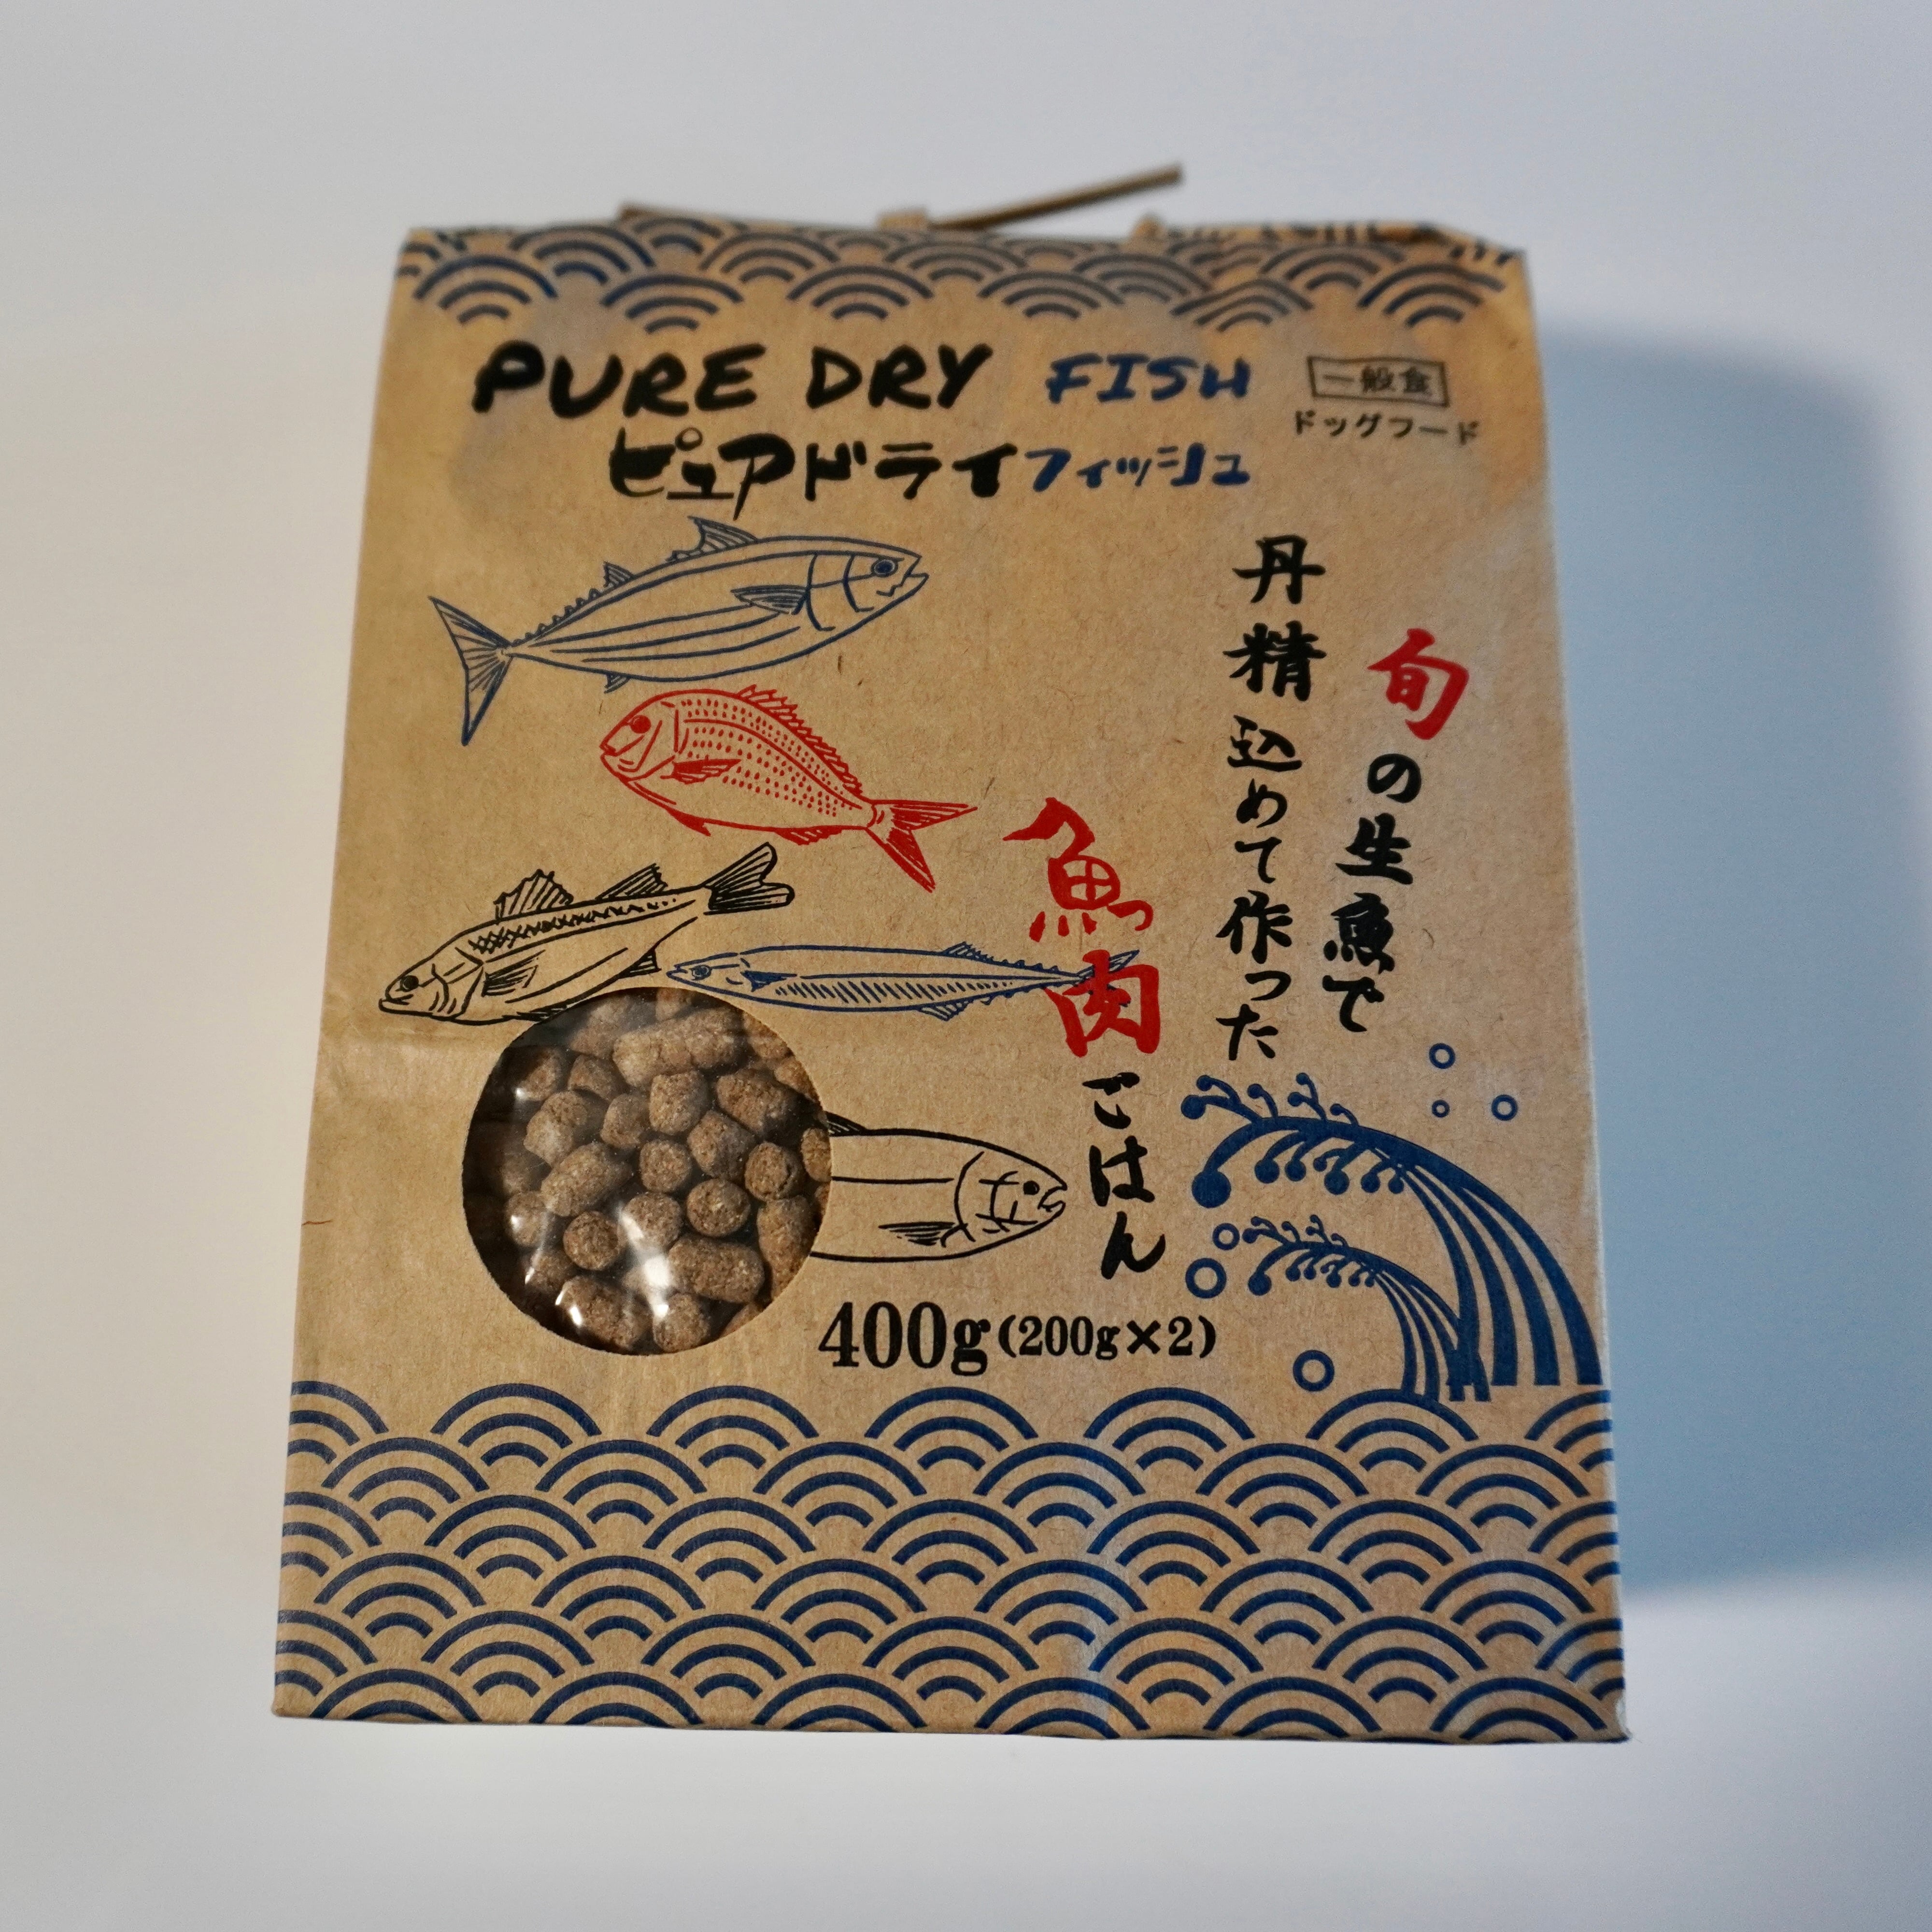 PURE DRY FISH
ピュアドライフィッシュ
一般食
ドッグフード
旬の生魚で
丹精込めて作った
魚肉ごはん
400g(200g×2)